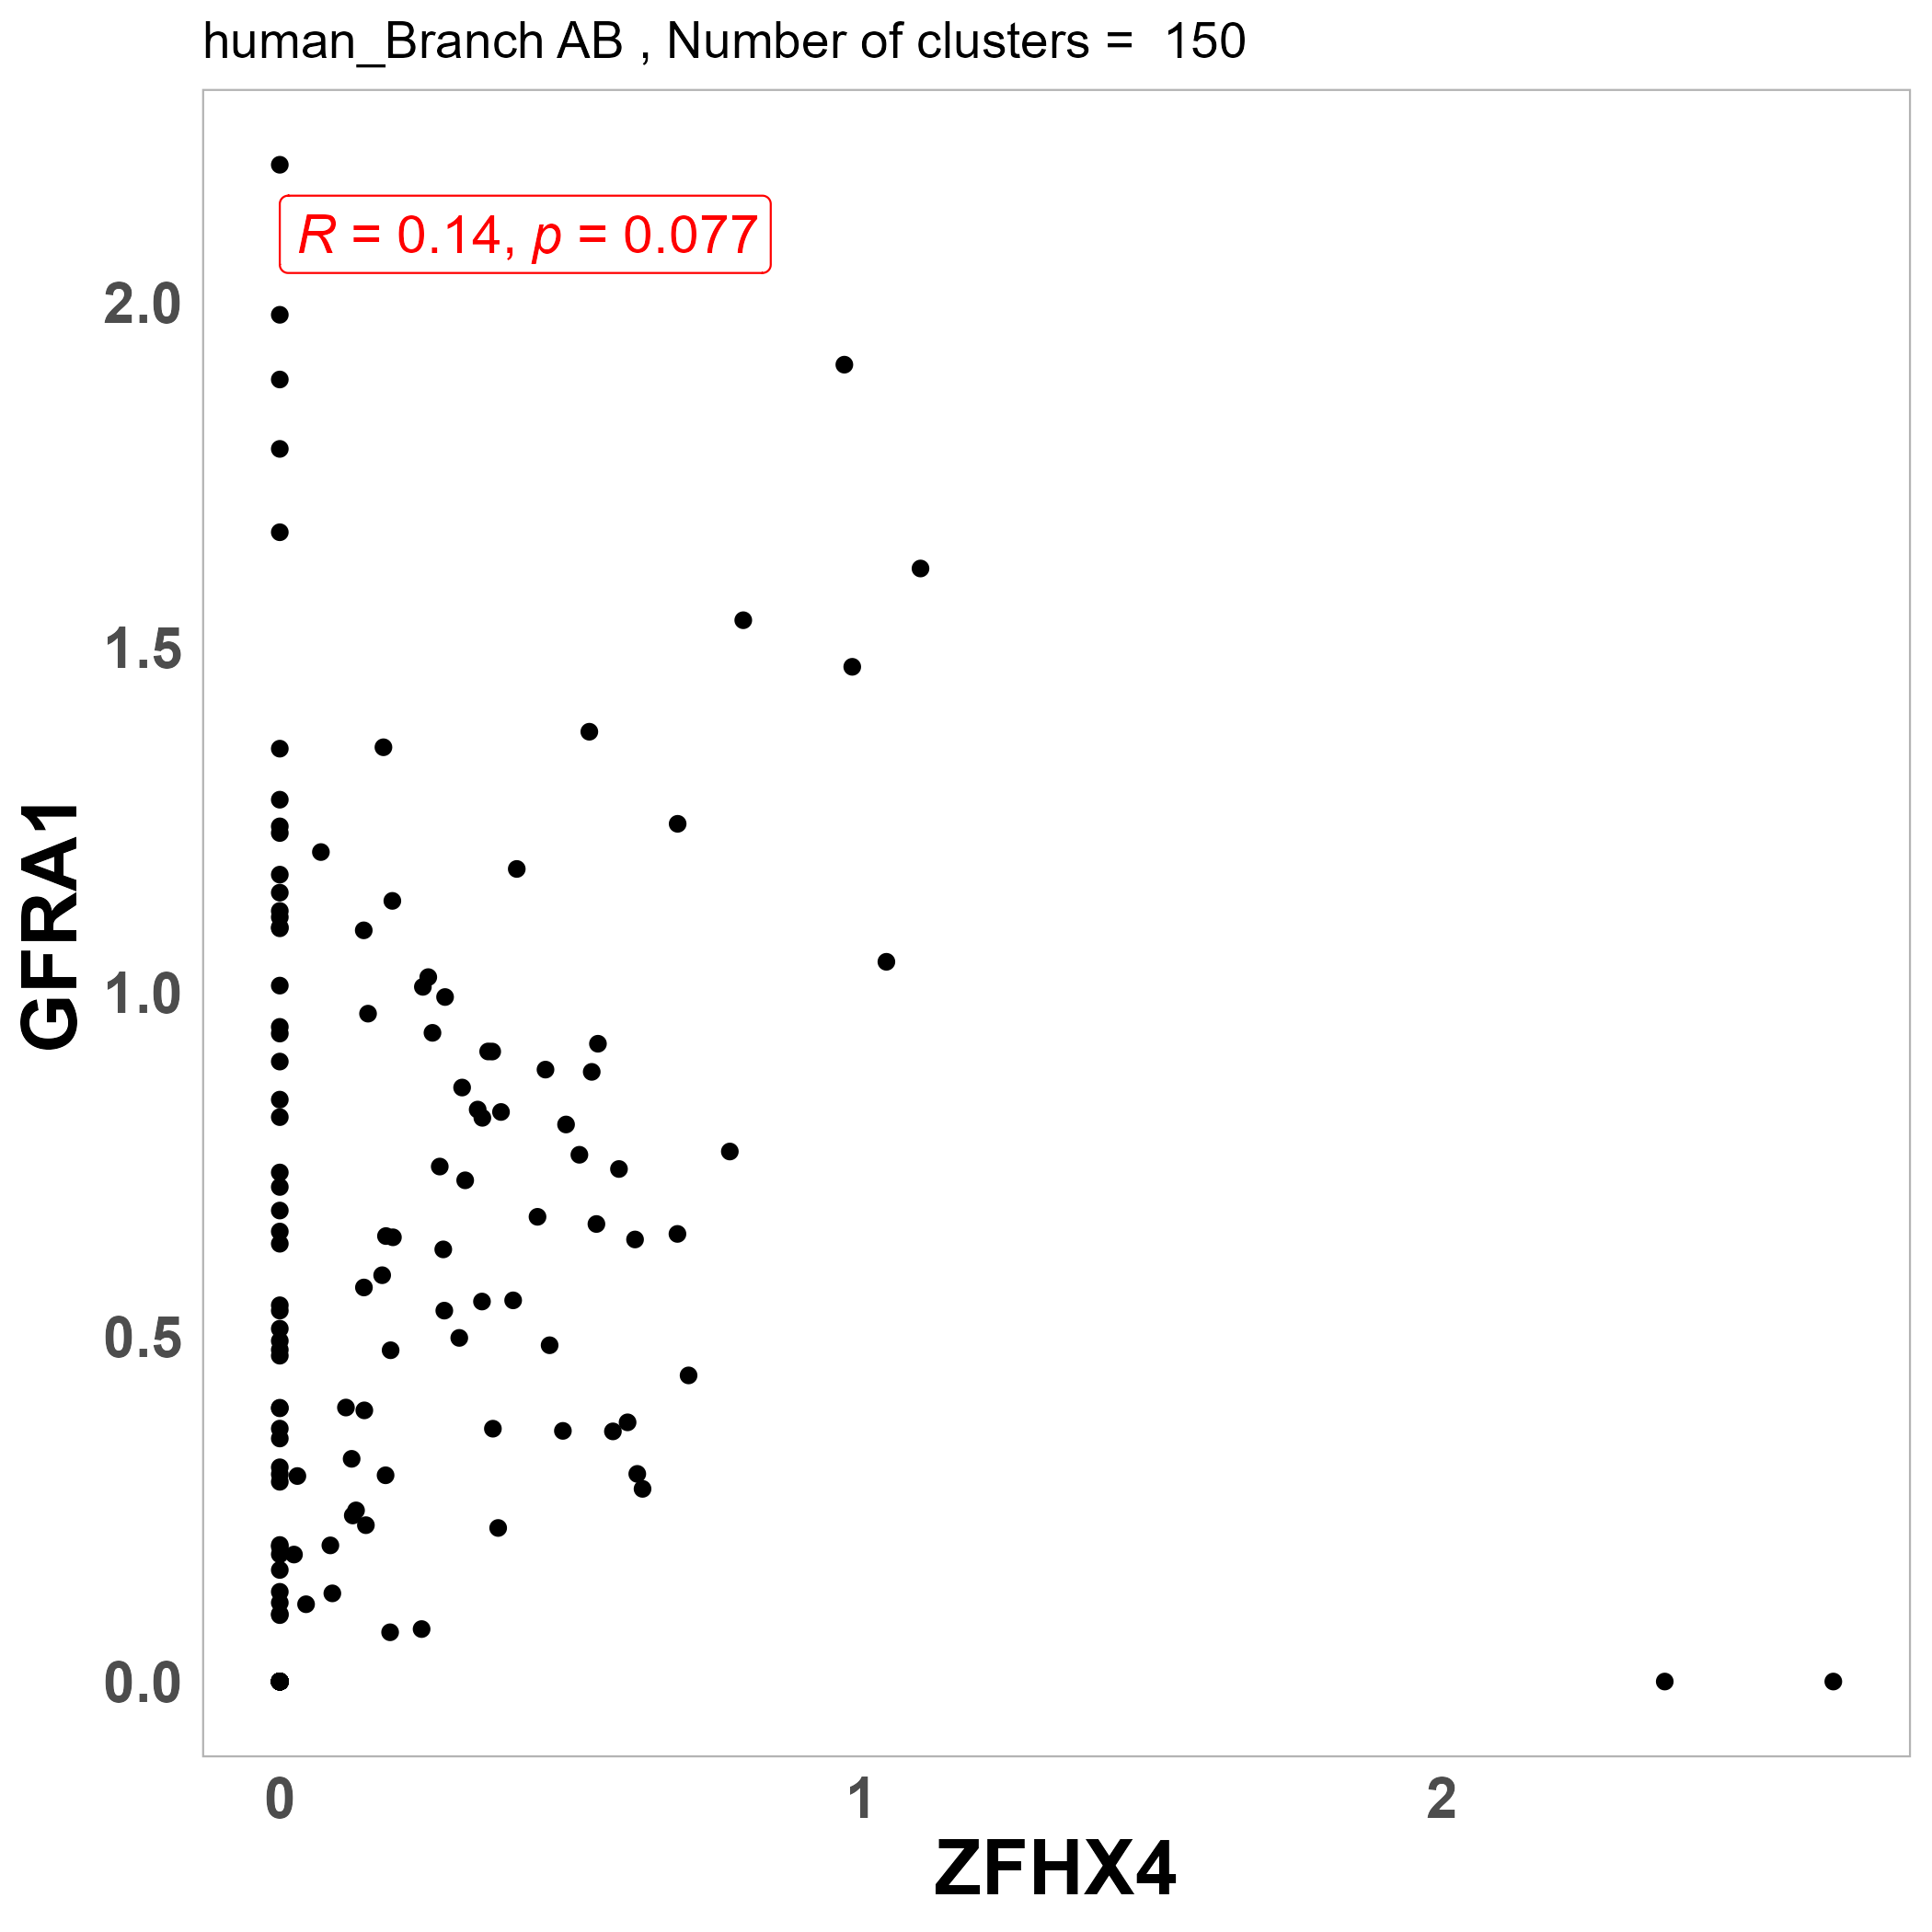 human_Branch AB , Number of clusters =  150
R = 0.14, p = 0.077
2.0
1.5
1.0
0.5
0.0
GFRA1
0 1 2
ZFHX4